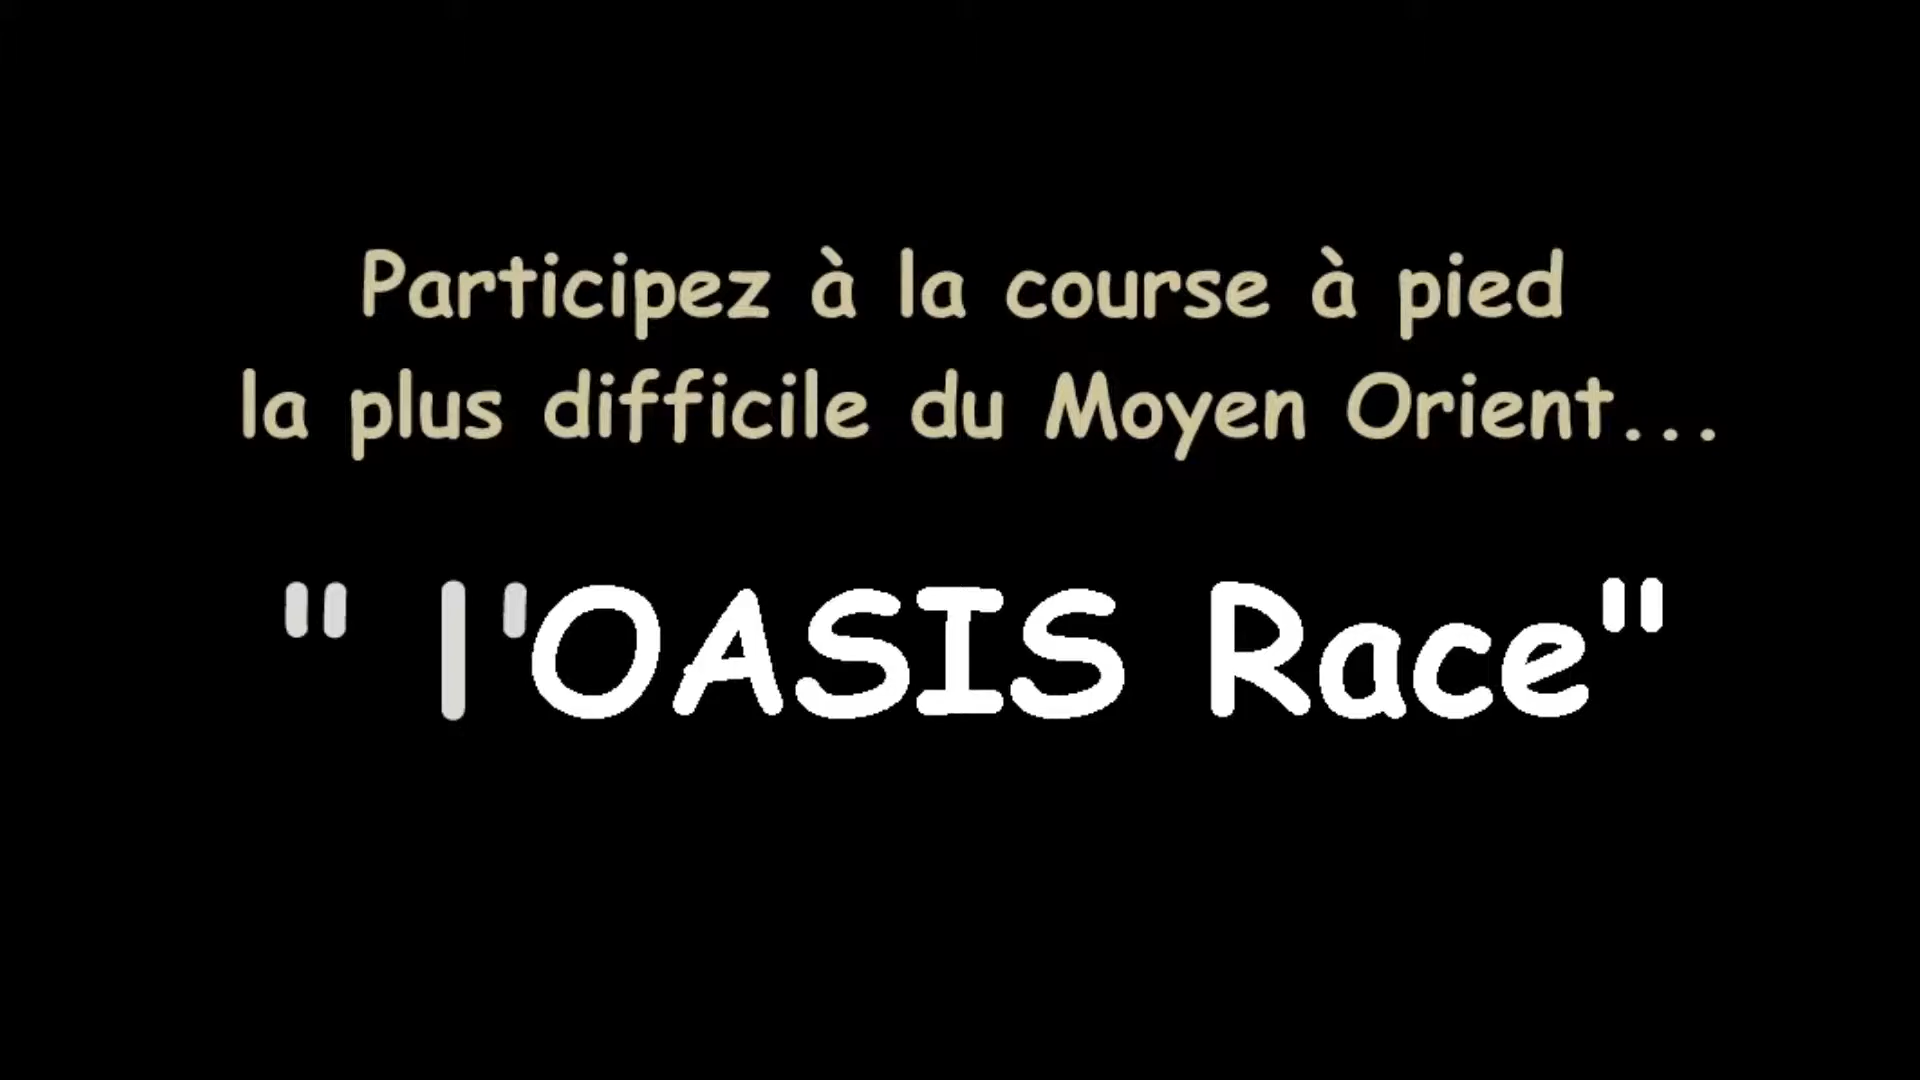 Participez à la course à pied
la plus difficile du Moyen Orient...
" l'OASIS Race"